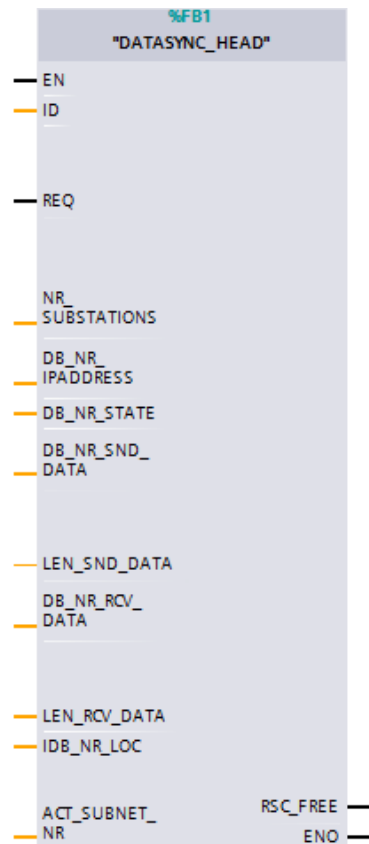 %FB1
"DATASYNC_HEAD"
EN
ID
REQ
NR_
SUBSTATIONS
DB_NR_
IPADDRESS
DB_NR_STATE
DB_NR_SND_
DATA
LEN_SND_DATA
DB_NR_RCV_
DATA
LEN_RCV_DATA
IDB_NR_LOC
ACT_SUBNET_
NR
RSC_FREE
ENO